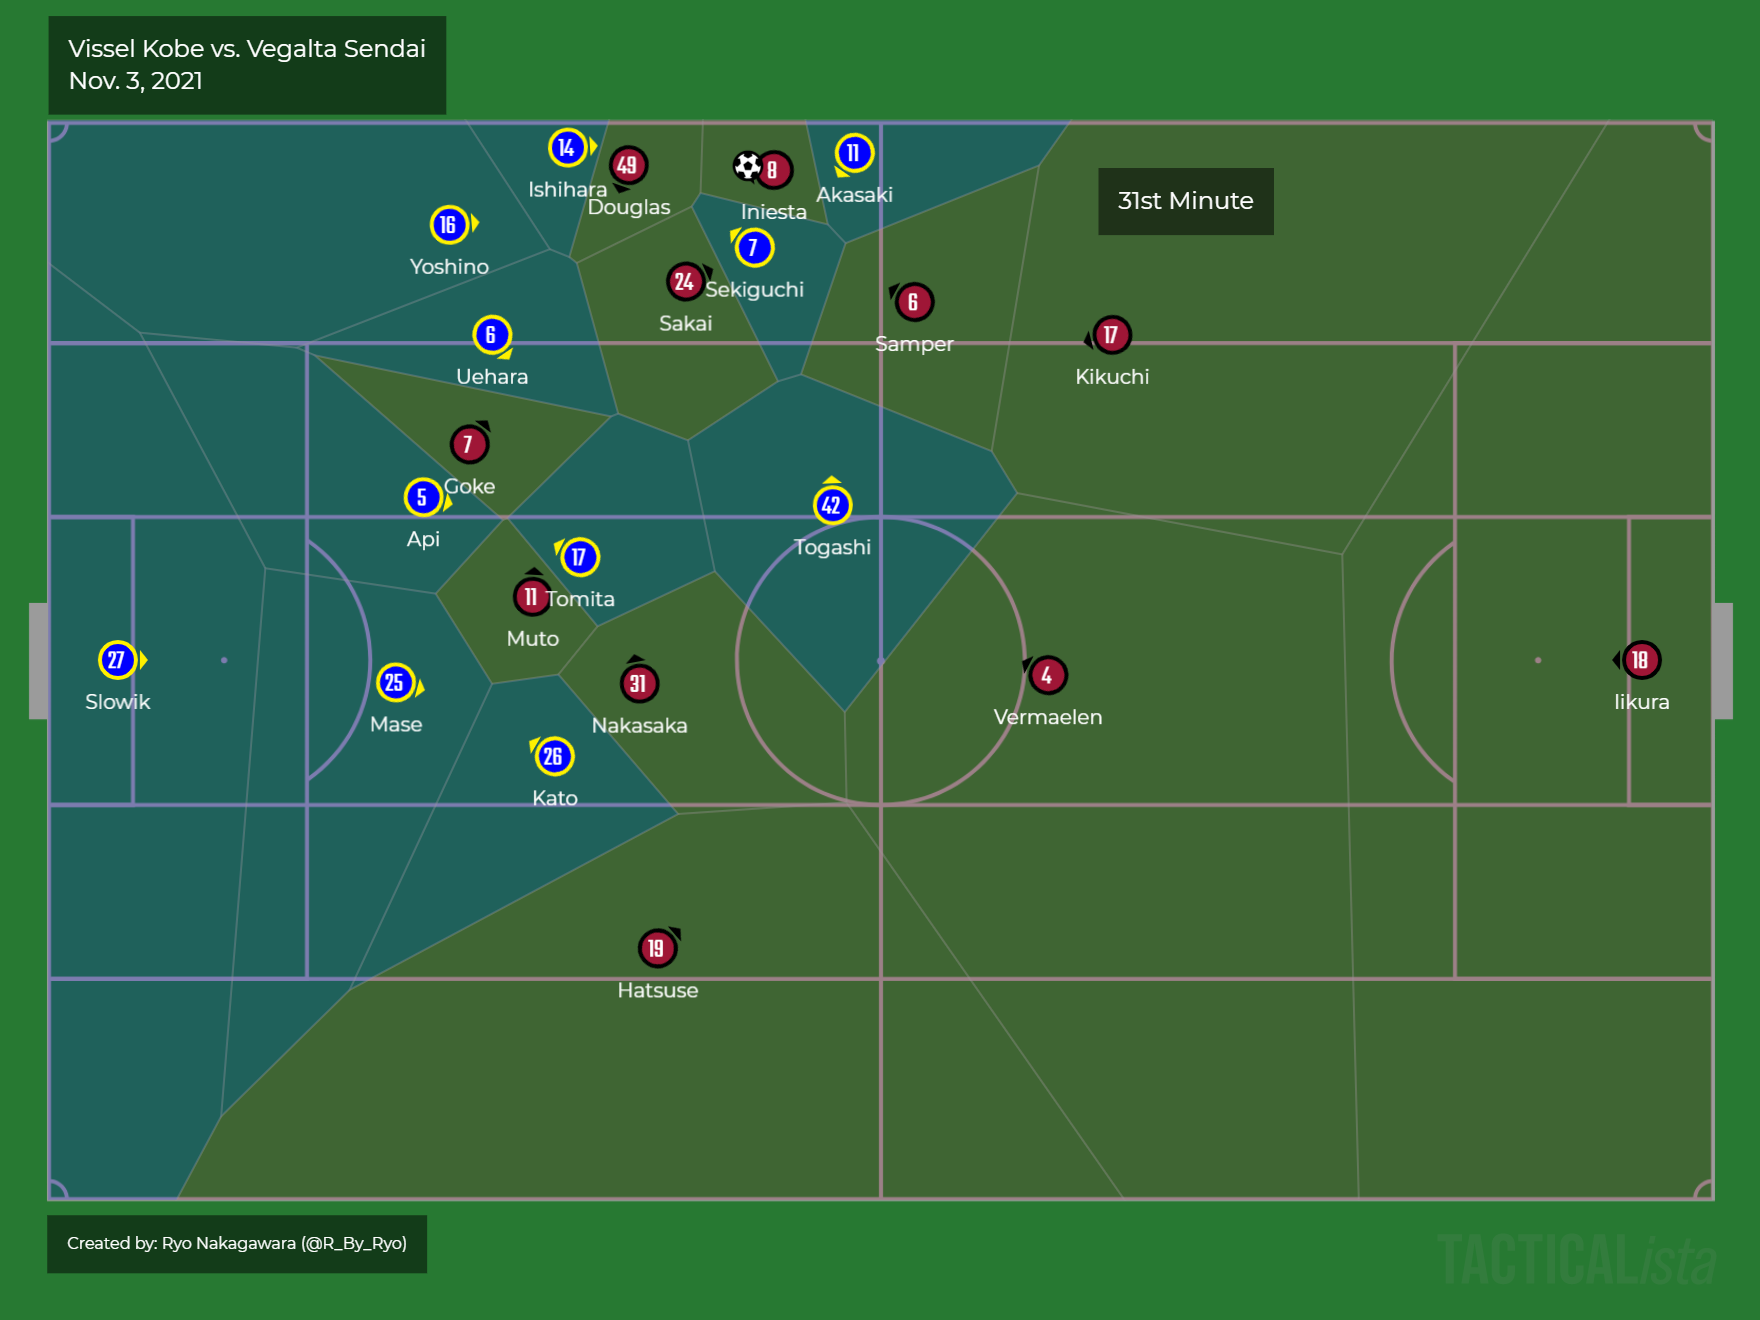 Vissel Kobe vs. Vegalta Sendai
Nov. 3, 2021
14
Ishihara
49
Douglas
8
Iniesta
11
Akasaki
31st Minute
16
Yoshino
7
Sekiguchi
24
Sakai
6
Samper
17
Kikuchi
6
Uehara
7
Goke
5
Api
42
Togashi
17
Tomita
11
Muto
27
Slowik
25
Mase
31
Nakasaka
4
Vermaelen
18
Iikura
26
Kato
19
Hatsuse
Created by: Ryo Nakagawara (@R_By_Ryo)
TACTICALista